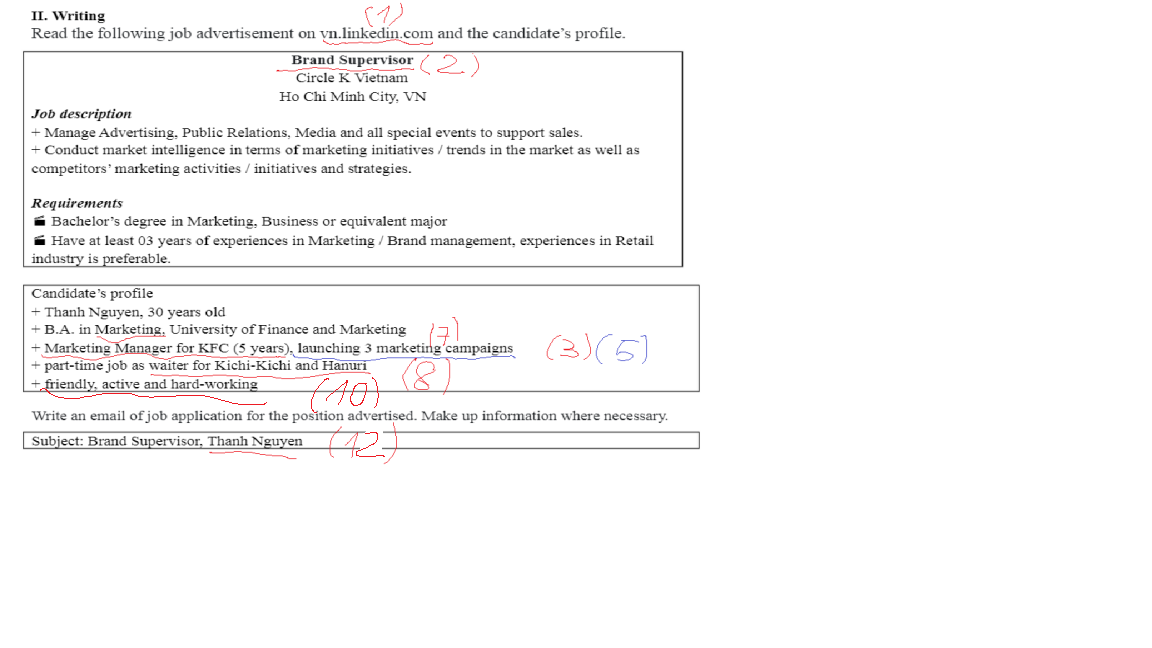 (1)
II. Writing
Read the following job advertisement on vn.linkedin.com and the candidate's profile.
Brand Supervisor (2)
Circle K Vietnam
Ho Chi Minh City, VN
Job description
+ Manage Advertising, Public Relations, Media and all special events to support sales.
+ Conduct market intelligence in terms of marketing initiatives / trends in the market as well as
competitors' marketing activities / initiatives and strategies.
Requirements
Bachelor's degree in Marketing, Business or equivalent major
Have at least 03 years of experiences in Marketing / Brand management, experiences in Retail
industry is preferable.
Candidate's profile
+ Thanh Nguyen, 30 years old
+ B.A. in Marketing, University of Finance and Marketing
(7)
+ Marketing Manager for KFC (5 years), launching 3 marketing campaigns (3) (5)
+ part-time job as waiter for Kichi-Kichi and Hanuri (8)
+ friendly, active and hard-working (10)
Write an email of job application for the position advertised. Make up information where necessary.
Subject: Brand Supervisor, Thanh Nguyen (12)